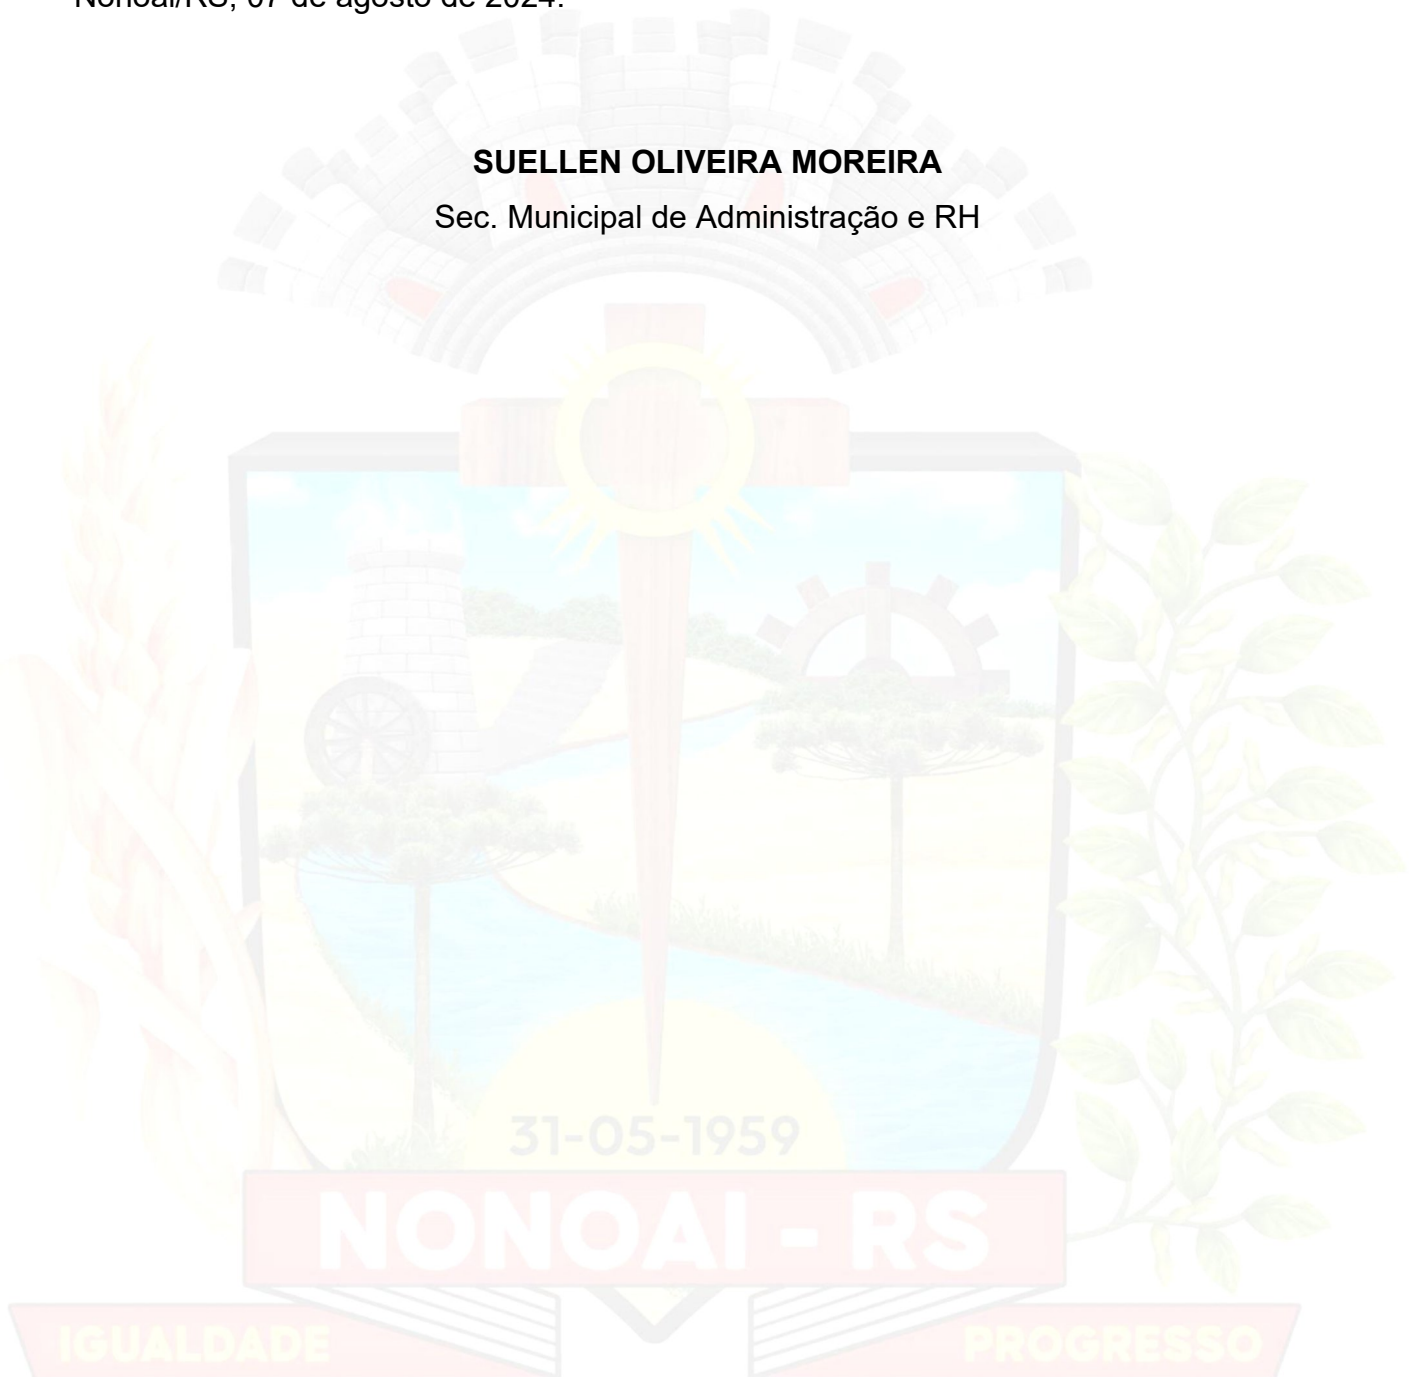 Nonoai/RS, 07 de agosto de 2024.
SUELLEN OLIVEIRA MOREIRA
Sec. Municipal de Administração e RH
31-05-1959
NONOAI - RS
IGUALDADE
PROGRESSO